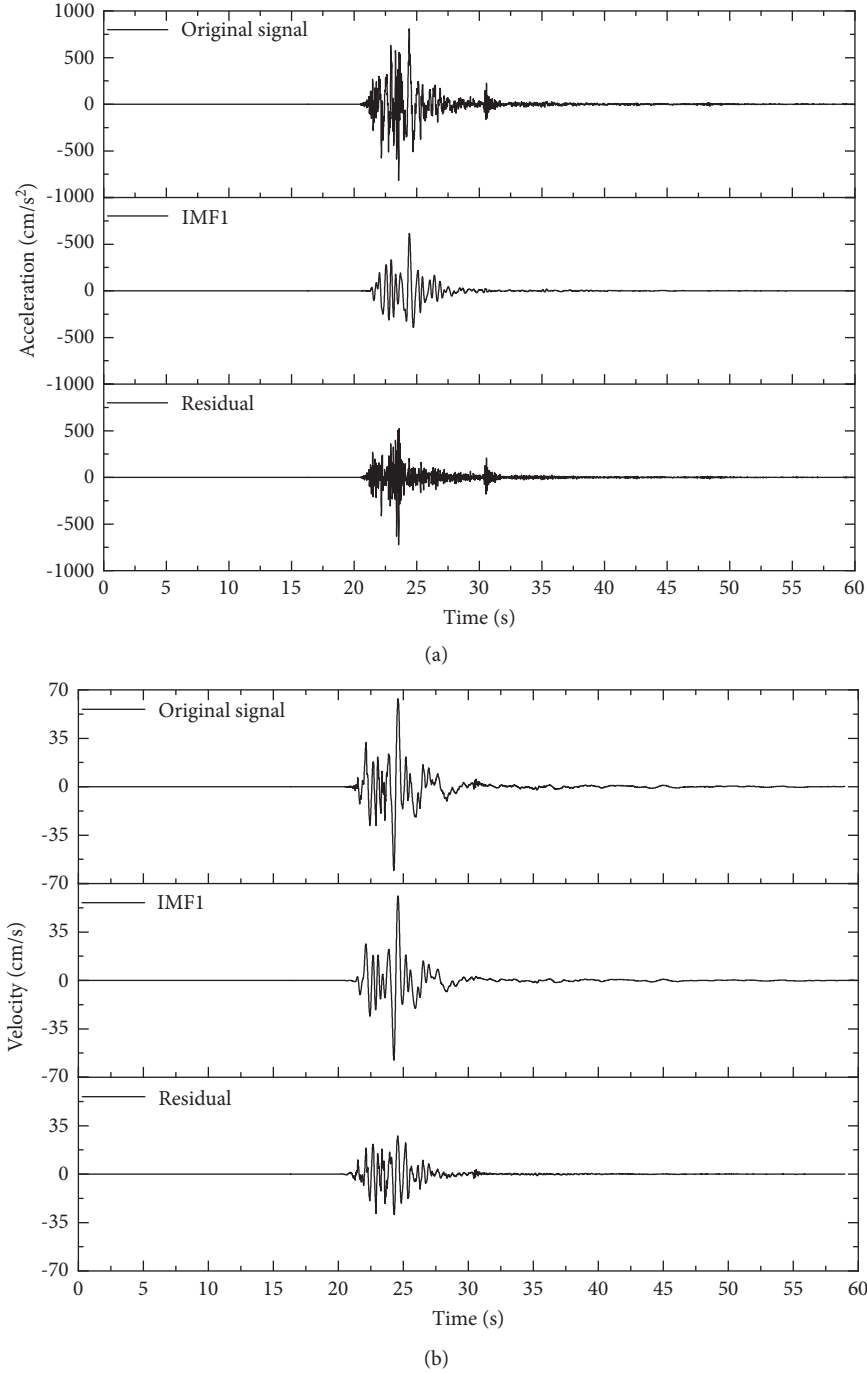 1000
Original signal
500
0
-500
-1000
IMF1
-500
0
-500
-1000
Residual
500
0
-500
-1000
0 5 10 15 20 25 30 35 40 45 50 55 60
Acceleration (cm/s²)
Time (s)
(a)
70
Original signal
35
0
-35
-70
IMF1
35
0
-35
-70
Residual
35
0
-35
-70
0 5 10 15 20 25 30 35 40 45 50 55 60
Velocity (cm/s)
Time (s)
(b)